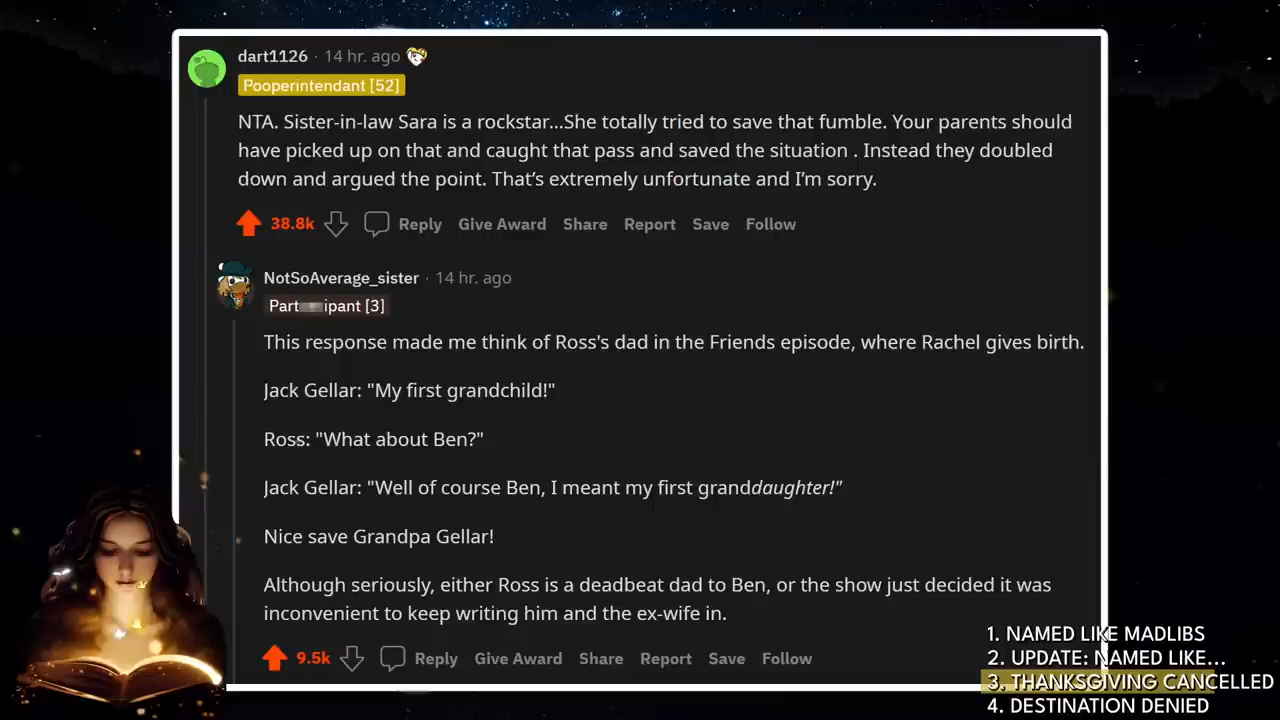 dart1126 · 14 hr. ago
Pooperintendant [52]
NTA. Sister-in-law Sara is a rockstar...She totally tried to save that fumble. Your parents should
have picked up on that and caught that pass and saved the situation . Instead they doubled
down and argued the point. That's extremely unfortunate and I'm sorry.
38.8k Reply Give Award Share Report Save Follow
NotSoAverage_sister · 14 hr. ago
Part ipant [3]
This response made me think of Ross's dad in the Friends episode, where Rachel gives birth.
Jack Gellar: "My first grandchild!"
Ross: "What about Ben?"
Jack Gellar: "Well of course Ben, I meant my first granddaughter!"
Nice save Grandpa Gellar!
Although seriously, either Ross is a deadbeat dad to Ben, or the show just decided it was
inconvenient to keep writing him and the ex-wife in.
9.5k Reply Give Award Share Report Save Follow
1. NAMED LIKE MADLIBS
2. UPDATE: NAMED LIKE...
3. THANKSGIVING CANCELLED
4. DESTINATION DENIED